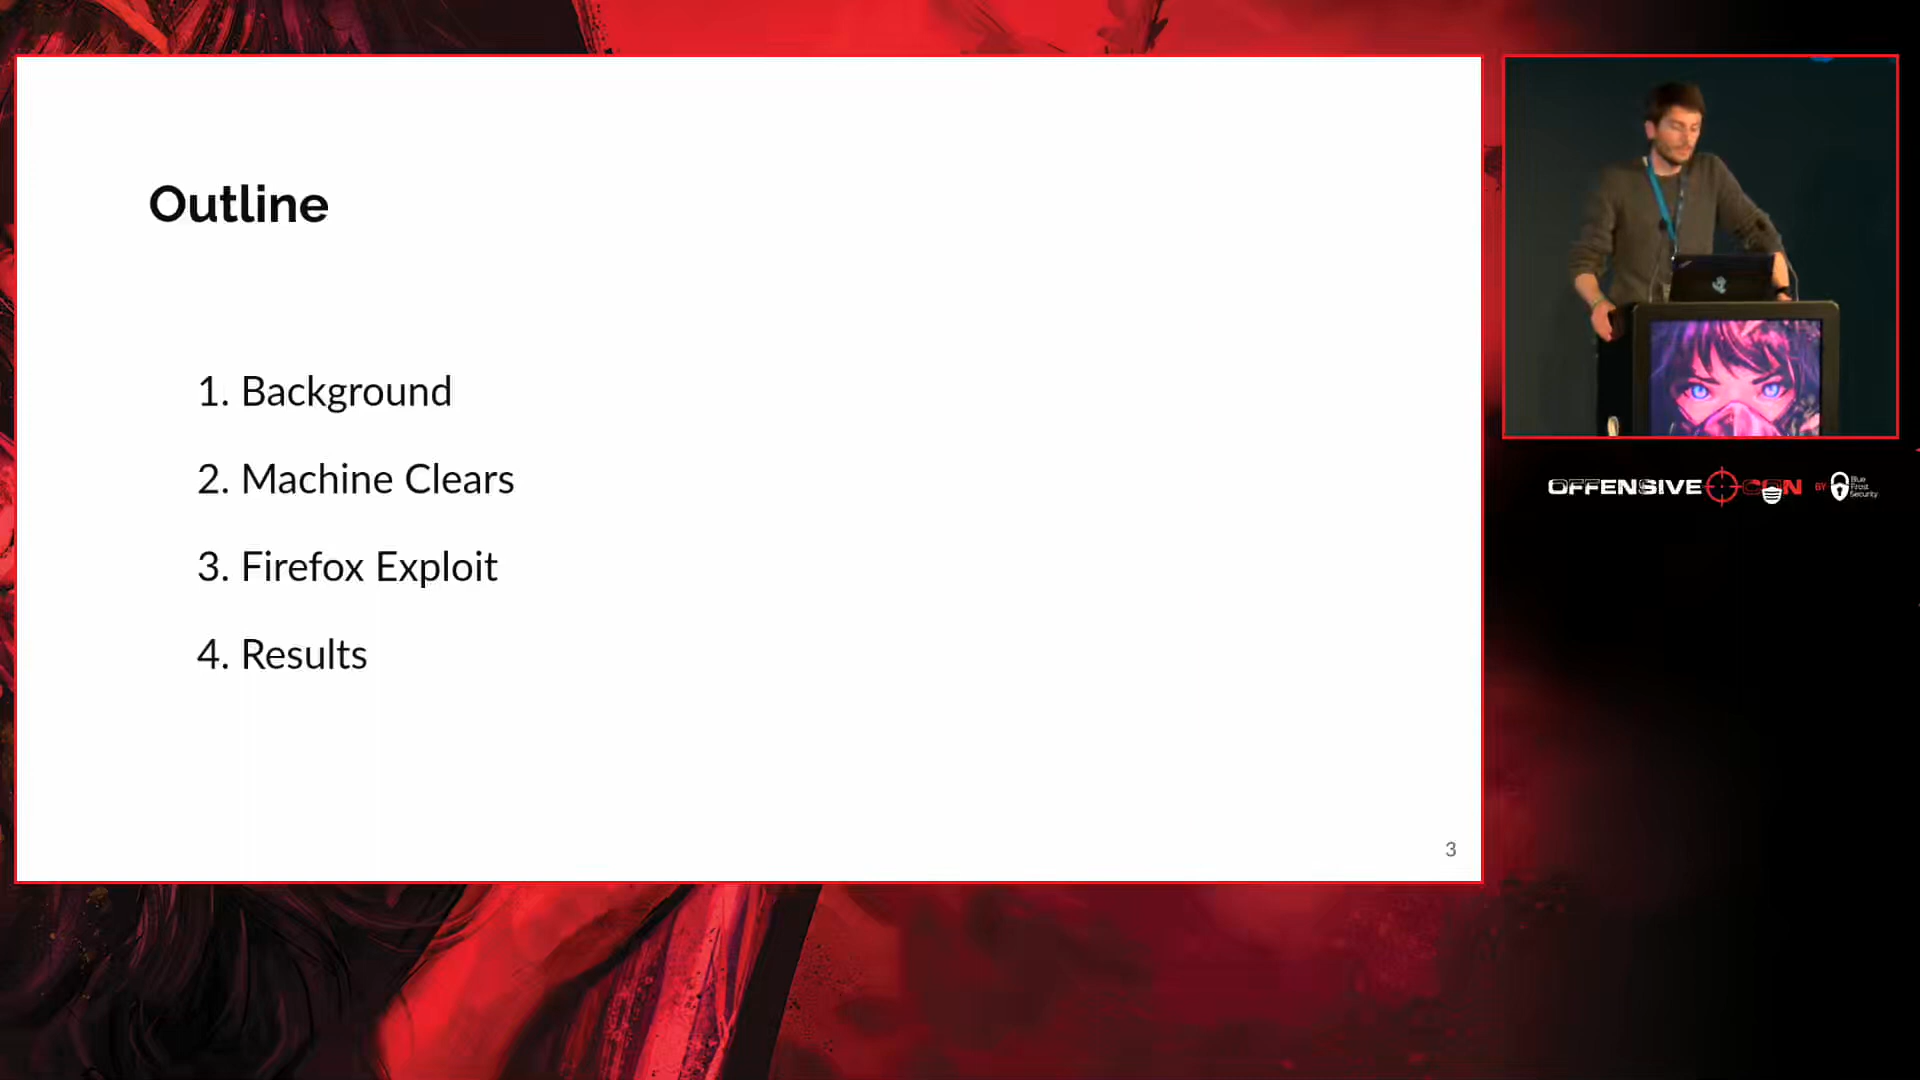 Outline
1. Background
2. Machine Clears
3. Firefox Exploit
4. Results
3
OFFENSIVE CON BY Blue Frost Security